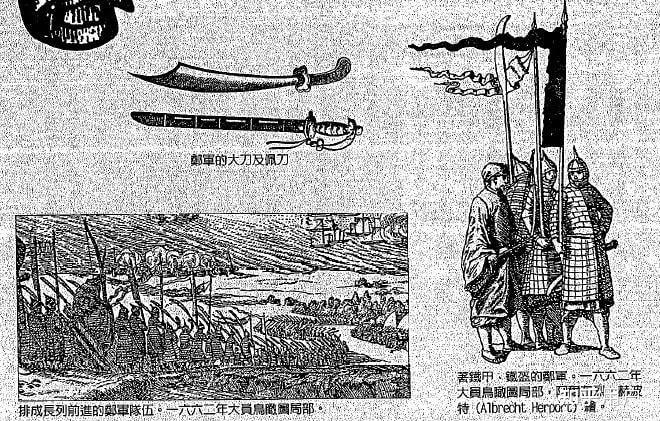 鄭軍的大刀及佩刀
排成長列前進的鄭軍隊伍。一六六二年大員鳥瞰圖局部。
著鐵甲、鐵盔的鄭軍。一六六二年
大員鳥瞰圖局部,阿
赫波
特 (Albrecht Herport) 繪。